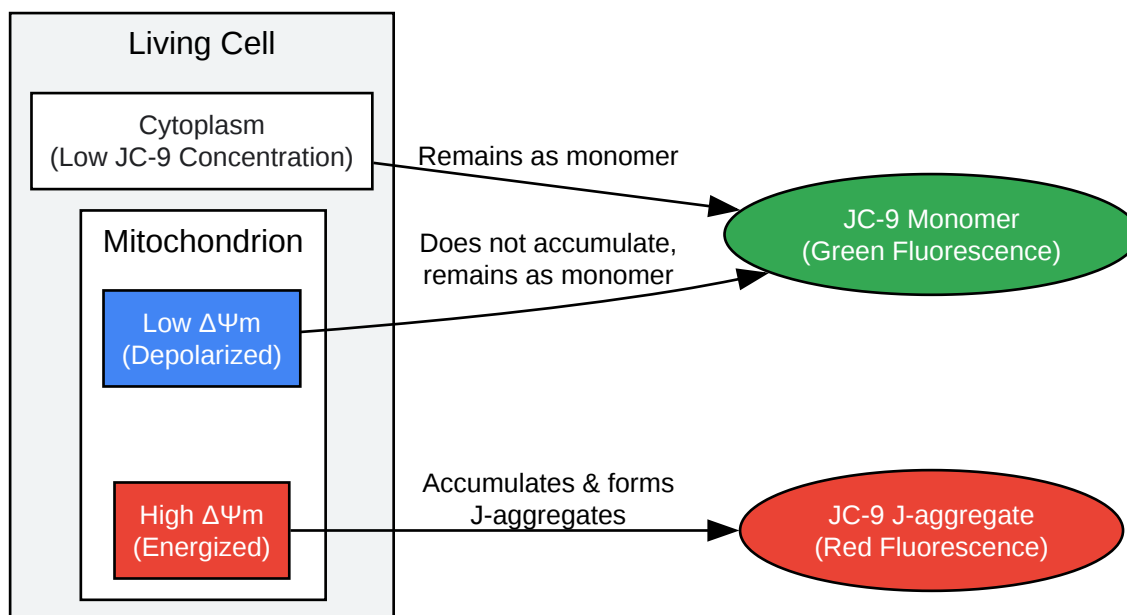 Living Cell
Cytoplasm
(Low JC-9 Concentration)
Remains as monomer
JC-9 Monomer
(Green Fluorescence)
Mitochondrion
Does not accumulate,
remains as monomer
Low ΔΨm
(Depolarized)
High ΔΨm
(Energized)
Accumulates & forms
J-aggregates
JC-9 J-aggregate
(Red Fluorescence)